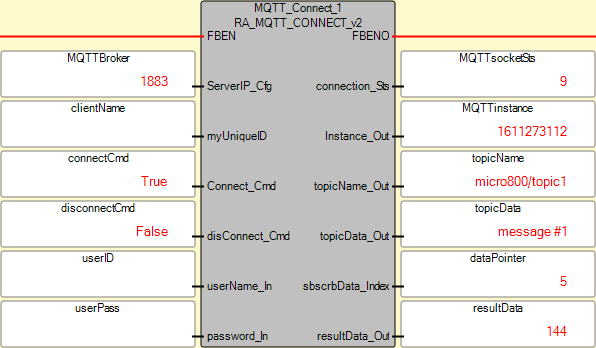 MQTT_Connect_1
RA_MQTT_CONNECT_v2
FBEN FBENO
MQTTBroker MQTTsocketSts
1883 ServerIP_Cfg connection_Sts 9
clientName MQTTinstance
myUniqueID Instance_Out 1611273112
connectCmd topicName
True Connect_Cmd topicName_Out micro800/topic1
disconnectCmd topicData
False disConnect_Cmd topicData_Out message #1
userID dataPointer
userName_In sbscrbData_Index 5
userPass resultData
password_In resultData_Out 144